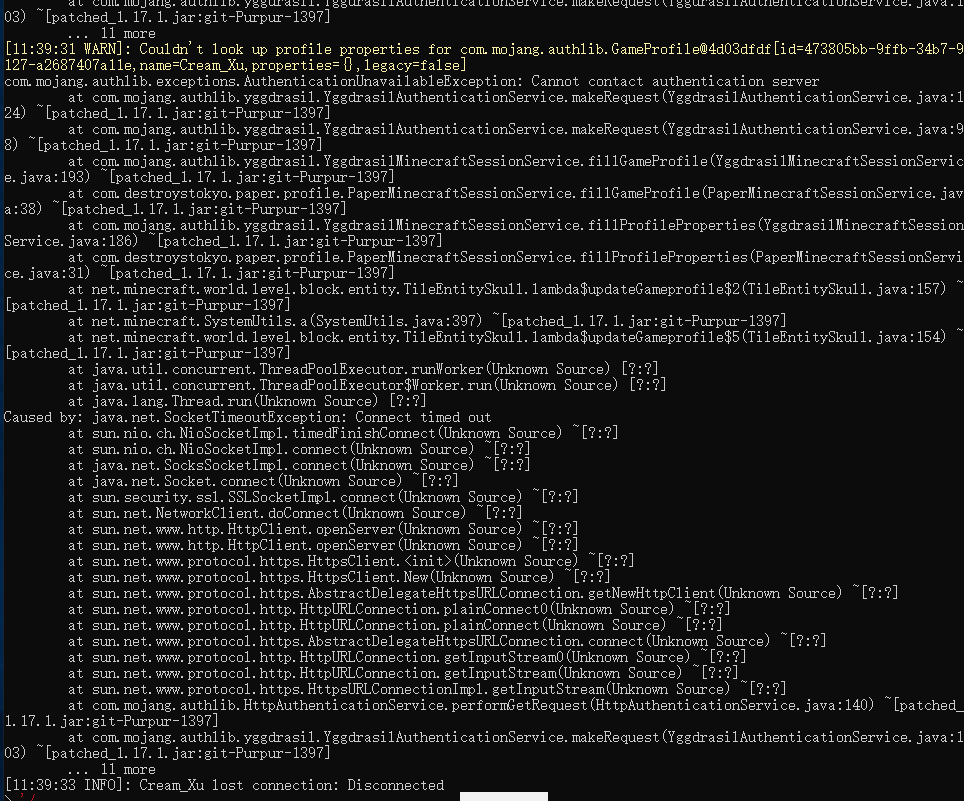 at com.mojang.authlib.yggdrasil.YggdrasilAuthenticationService.makeRequest(YggdrasilAuthenticationService.java:1
03) ~[patched_1.17.1.jar:git-Purpur-1397]
        ... 11 more
[11:39:31 WARN]: Couldn't look up profile properties for com.mojang.authlib.GameProfile@4d03dfdf[id=473805bb-9ffb-34b7-9
127-a2687407a11e,name=Cream_Xu,properties={},legacy=false]
com.mojang.authlib.exceptions.AuthenticationUnavailableException: Cannot contact authentication server
        at com.mojang.authlib.yggdrasil.YggdrasilAuthenticationService.makeRequest(YggdrasilAuthenticationService.java:1
24) ~[patched_1.17.1.jar:git-Purpur-1397]
        at com.mojang.authlib.yggdrasil.YggdrasilAuthenticationService.makeRequest(YggdrasilAuthenticationService.java:9
8) ~[patched_1.17.1.jar:git-Purpur-1397]
        at com.mojang.authlib.yggdrasil.YggdrasilMinecraftSessionService.fillGameProfile(YggdrasilMinecraftSessionServic
e.java:193) ~[patched_1.17.1.jar:git-Purpur-1397]
        at com.destroystokyo.paper.profile.PaperMinecraftSessionService.fillGameProfile(PaperMinecraftSessionService.jav
a:38) ~[patched_1.17.1.jar:git-Purpur-1397]
        at com.mojang.authlib.yggdrasil.YggdrasilMinecraftSessionService.fillProfileProperties(YggdrasilMinecraftSession
Service.java:186) ~[patched_1.17.1.jar:git-Purpur-1397]
        at com.destroystokyo.paper.profile.PaperMinecraftSessionService.fillProfileProperties(PaperMinecraftSessionServi
ce.java:31) ~[patched_1.17.1.jar:git-Purpur-1397]
        at net.minecraft.world.level.block.entity.TileEntitySkull.lambda$updateGameprofile$2(TileEntitySkull.java:157) ~
[patched_1.17.1.jar:git-Purpur-1397]
        at net.minecraft.SystemUtils.a(SystemUtils.java:397) ~[patched_1.17.1.jar:git-Purpur-1397]
        at net.minecraft.world.level.block.entity.TileEntitySkull.lambda$updateGameprofile$5(TileEntitySkull.java:154) ~
[patched_1.17.1.jar:git-Purpur-1397]
        at java.util.concurrent.ThreadPoolExecutor.runWorker(Unknown Source) [?:?]
        at java.util.concurrent.ThreadPoolExecutor$Worker.run(Unknown Source) [?:?]
        at java.lang.Thread.run(Unknown Source) [?:?]
Caused by: java.net.SocketTimeoutException: Connect timed out
        at sun.nio.ch.NioSocketImpl.timedFinishConnect(Unknown Source) ~[?:?]
        at sun.nio.ch.NioSocketImpl.connect(Unknown Source) ~[?:?]
        at java.net.SocksSocketImpl.connect(Unknown Source) ~[?:?]
        at java.net.Socket.connect(Unknown Source) ~[?:?]
        at sun.security.ssl.SSLSocketImpl.connect(Unknown Source) ~[?:?]
        at sun.net.NetworkClient.doConnect(Unknown Source) ~[?:?]
        at sun.net.www.http.HttpClient.openServer(Unknown Source) ~[?:?]
        at sun.net.www.http.HttpClient.openServer(Unknown Source) ~[?:?]
        at sun.net.www.protocol.https.HttpsClient.<init>(Unknown Source) ~[?:?]
        at sun.net.www.protocol.https.HttpsClient.New(Unknown Source) ~[?:?]
        at sun.net.www.protocol.https.AbstractDelegateHttpsURLConnection.getNewHttpClient(Unknown Source) ~[?:?]
        at sun.net.www.protocol.http.HttpURLConnection.plainConnect0(Unknown Source) ~[?:?]
        at sun.net.www.protocol.http.HttpURLConnection.plainConnect(Unknown Source) ~[?:?]
        at sun.net.www.protocol.https.AbstractDelegateHttpsURLConnection.connect(Unknown Source) ~[?:?]
        at sun.net.www.protocol.http.HttpURLConnection.getInputStream0(Unknown Source) ~[?:?]
        at sun.net.www.protocol.http.HttpURLConnection.getInputStream(Unknown Source) ~[?:?]
        at sun.net.www.protocol.https.HttpsURLConnectionImpl.getInputStream(Unknown Source) ~[?:?]
        at com.mojang.authlib.HttpAuthenticationService.performGetRequest(HttpAuthenticationService.java:140) ~[patched_
1.17.1.jar:git-Purpur-1397]
        at com.mojang.authlib.yggdrasil.YggdrasilAuthenticationService.makeRequest(YggdrasilAuthenticationService.java:1
03) ~[patched_1.17.1.jar:git-Purpur-1397]
        ... 11 more
[11:39:33 INFO]: Cream_Xu lost connection: Disconnected